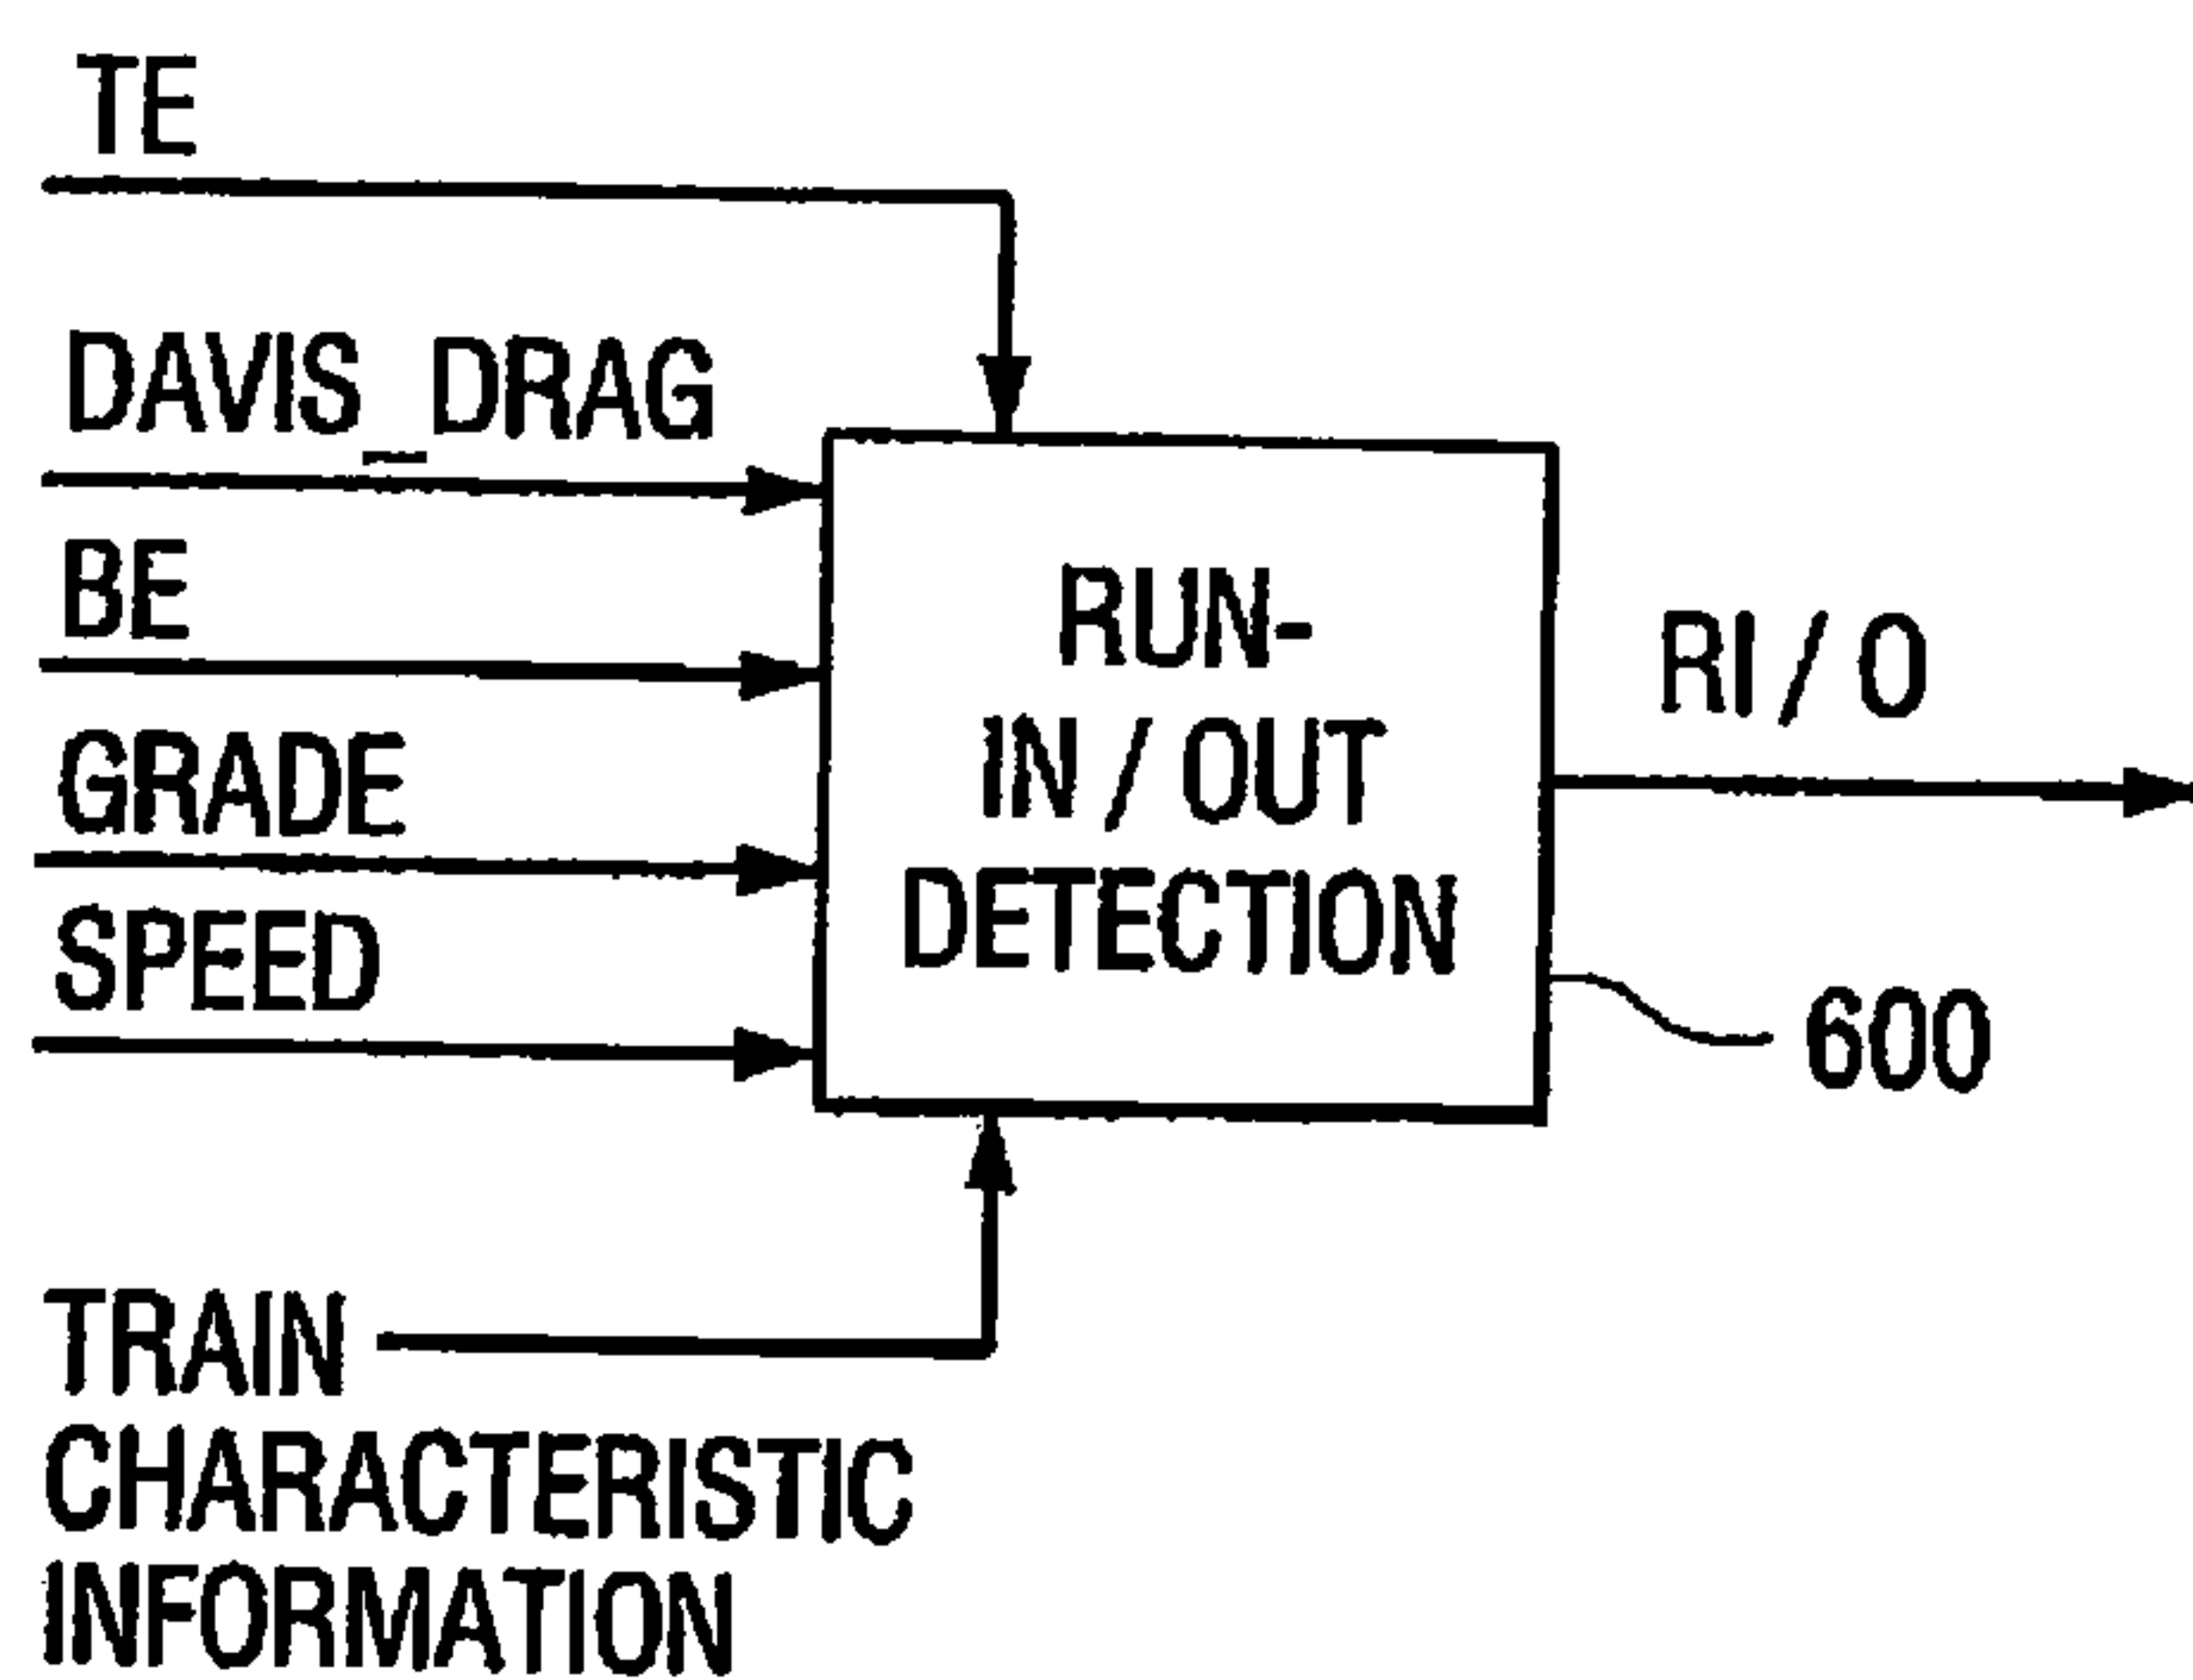 TE
DAVIS_DRAG
BE
GRADE
SPEED
RUN-
IN/OUT
DETECTION
RI/O
600
TRAIN
CHARACTERISTIC
INFORMATION